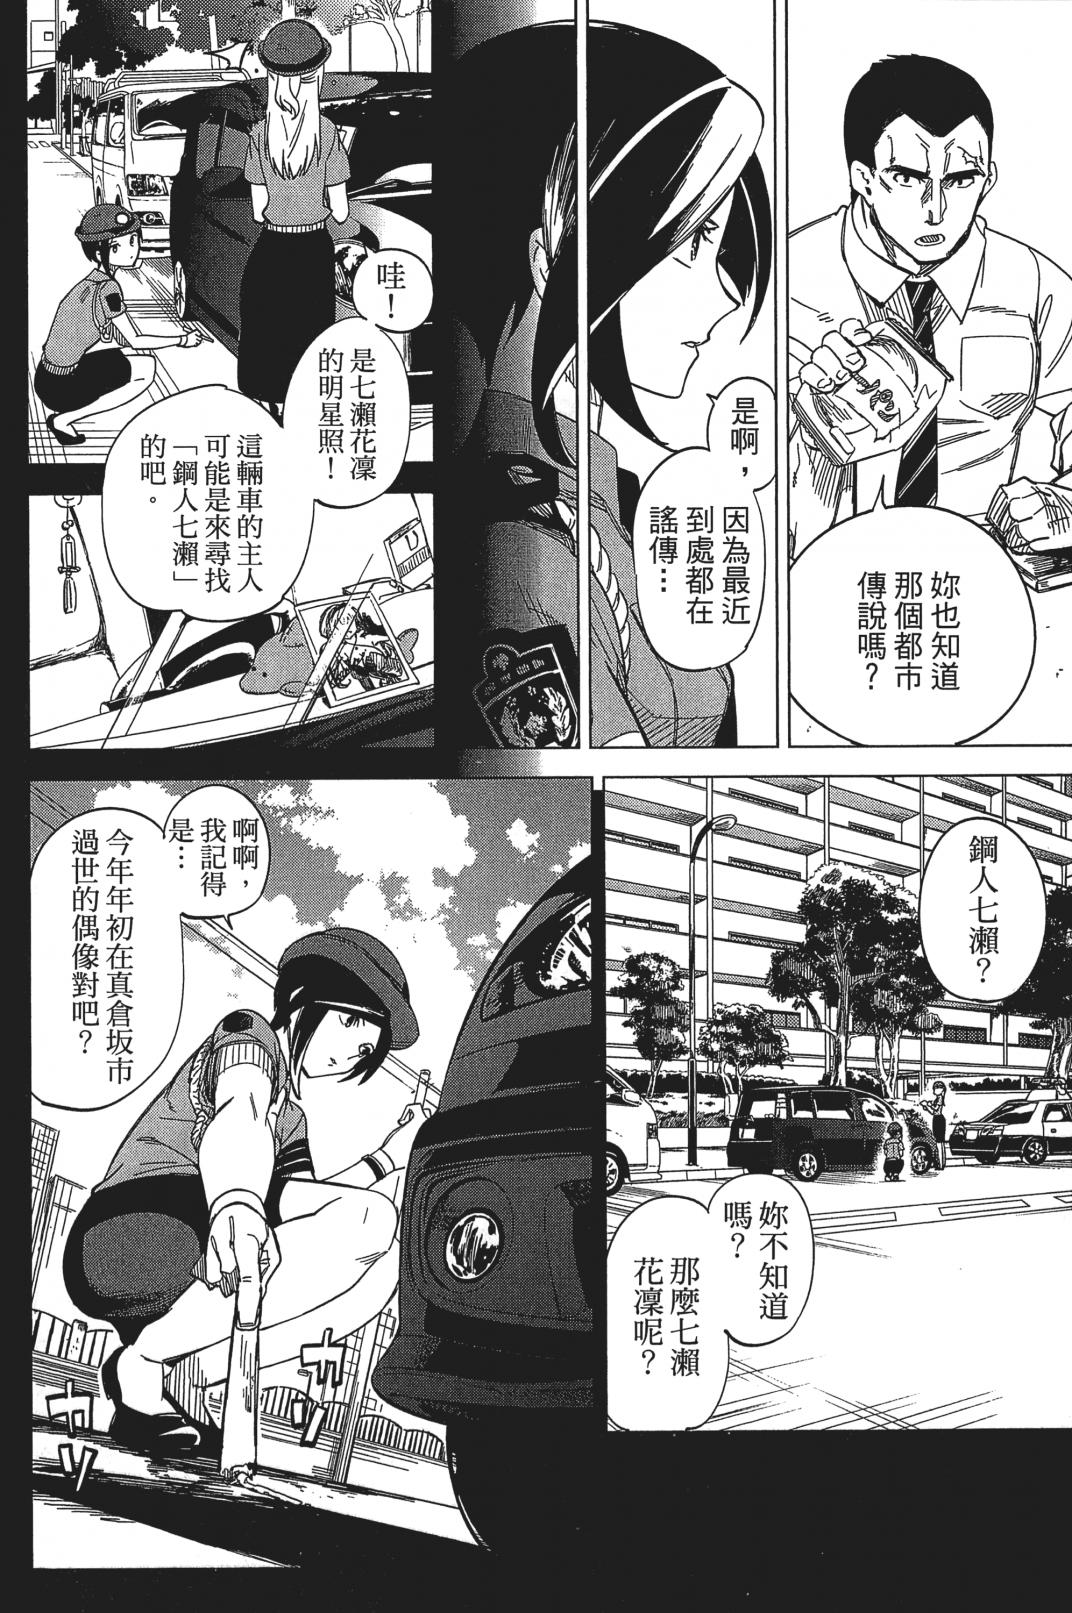 妳也知道
那個都市
傳說嗎？
是啊，
因為最近
到處都在
謠傳…
哇！
是七瀨花凜
的明星照！
這輛車的主人
可能是來尋找
「鋼人七瀨」
的吧。
鋼人七瀨？
妳不知道
嗎？
那麼七瀨
花凜呢？
啊啊，
我記得
是…
今年年初在真倉坂市
過世的偶像對吧？
カッ
カッ